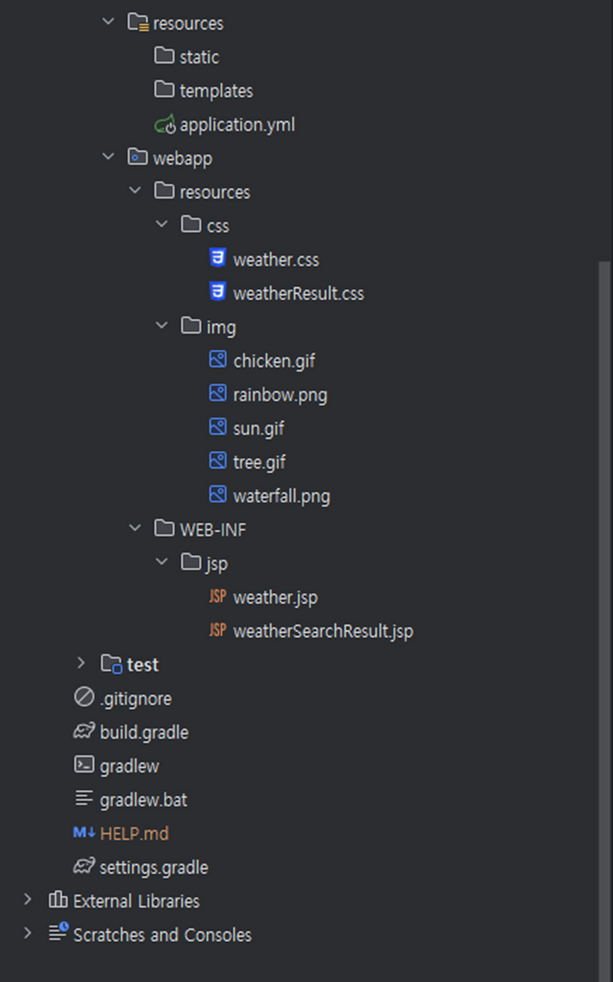 resources
static
templates
application.yml
webapp
resources
css
weather.css
weatherResult.css
img
chicken.gif
rainbow.png
sun.gif
tree.gif
waterfall.png
WEB-INF
jsp
JSP weather.jsp
JSP weatherSearchResult.jsp
test
.gitignore
build.gradle
gradlew
gradlew.bat
M↓ HELP.md
settings.gradle
External Libraries
Scratches and Consoles